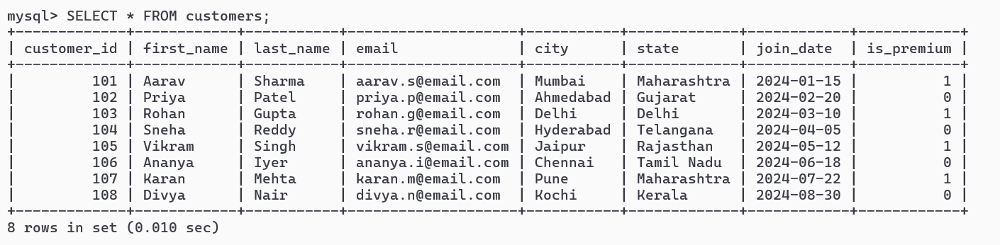 mysql> SELECT * FROM customers;
+-------------+------------+-----------+--------------------+-----------+-------------+------------+------------+
| customer_id | first_name | last_name | email              | city      | state       | join_date  | is_premium |
+-------------+------------+-----------+--------------------+-----------+-------------+------------+------------+
|         101 | Aarav      | Sharma    | aarav.s@email.com  | Mumbai    | Maharashtra | 2024-01-15 |          1 |
|         102 | Priya      | Patel     | priya.p@email.com  | Ahmedabad | Gujarat     | 2024-02-20 |          0 |
|         103 | Rohan      | Gupta     | rohan.g@email.com  | Delhi     | Delhi       | 2024-03-10 |          1 |
|         104 | Sneha      | Reddy     | sneha.r@email.com  | Hyderabad | Telangana   | 2024-04-05 |          0 |
|         105 | Vikram     | Singh     | vikram.s@email.com | Jaipur    | Rajasthan   | 2024-05-12 |          1 |
|         106 | Ananya     | Iyer      | ananya.i@email.com | Chennai   | Tamil Nadu  | 2024-06-18 |          0 |
|         107 | Karan      | Mehta     | karan.m@email.com  | Pune      | Maharashtra | 2024-07-22 |          1 |
|         108 | Divya      | Nair      | divya.n@email.com  | Kochi     | Kerala      | 2024-08-30 |          0 |
+-------------+------------+-----------+--------------------+-----------+-------------+------------+------------+
8 rows in set (0.010 sec)